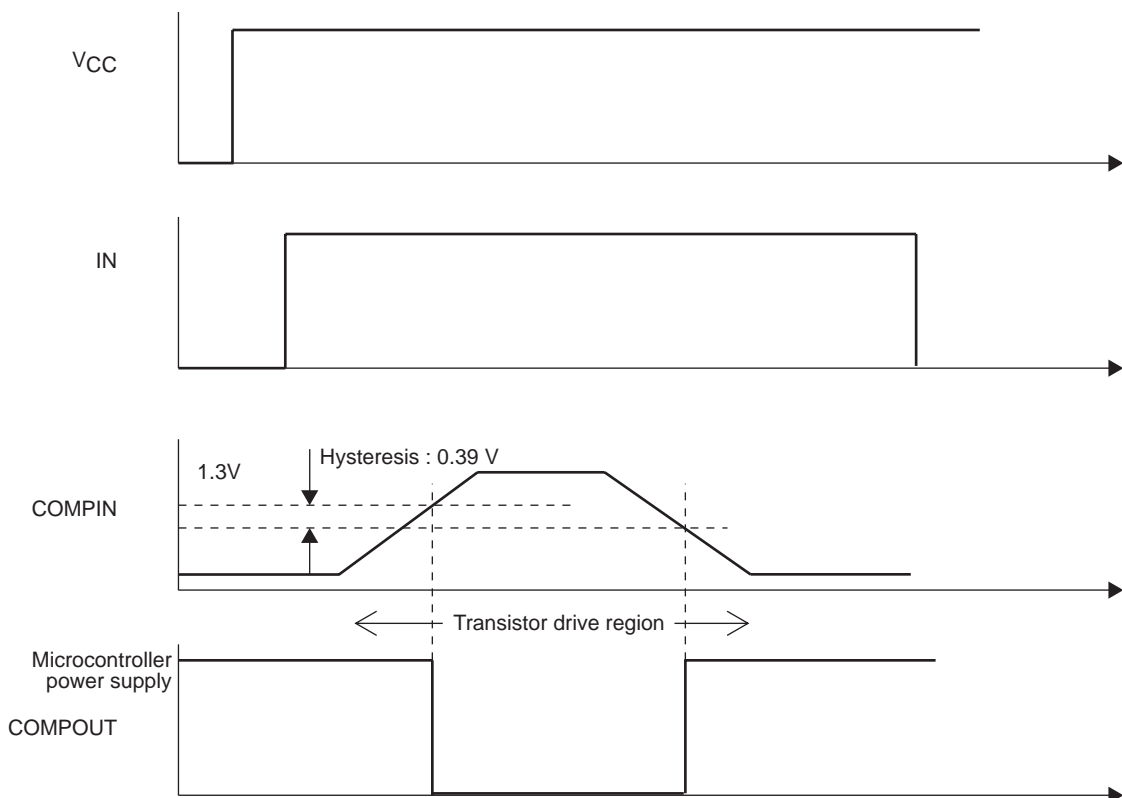 VCC
IN
1.3V
Hysteresis : 0.39 V
COMPIN
Transistor drive region
Microcontroller
power supply
COMPOUT